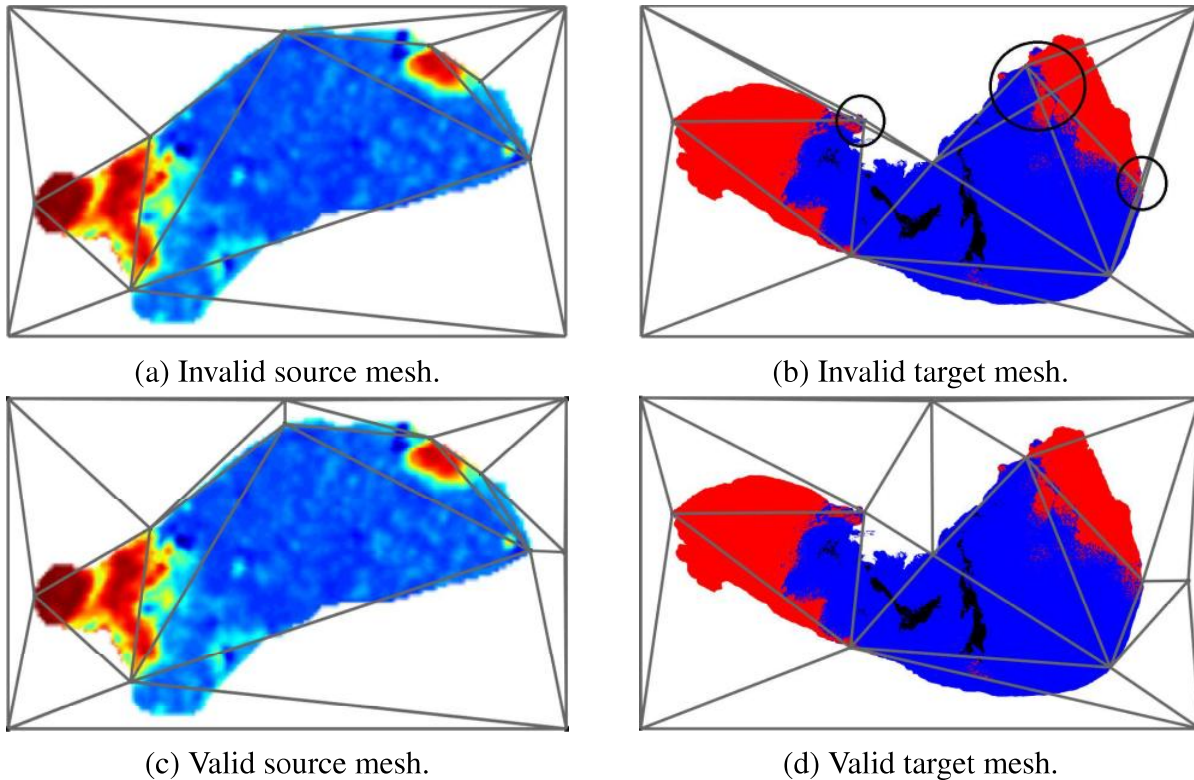 (a) Invalid source mesh.
(b) Invalid target mesh.
(c) Valid source mesh.
(d) Valid target mesh.